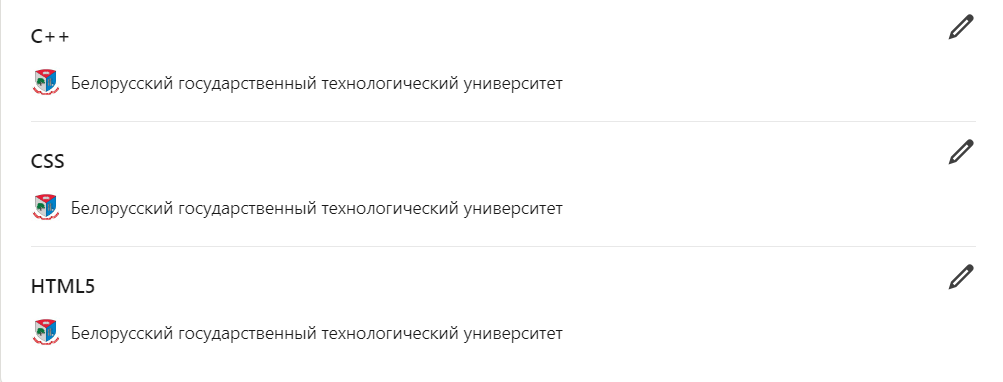 C++
Белорусский государственный технологический университет
CSS
Белорусский государственный технологический университет
HTML5
Белорусский государственный технологический университет